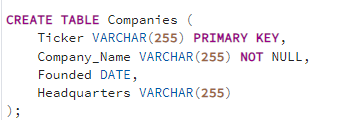 CREATE TABLE Companies (
    Ticker VARCHAR(255) PRIMARY KEY,
    Company_Name VARCHAR(255) NOT NULL,
    Founded DATE,
    Headquarters VARCHAR(255)
);